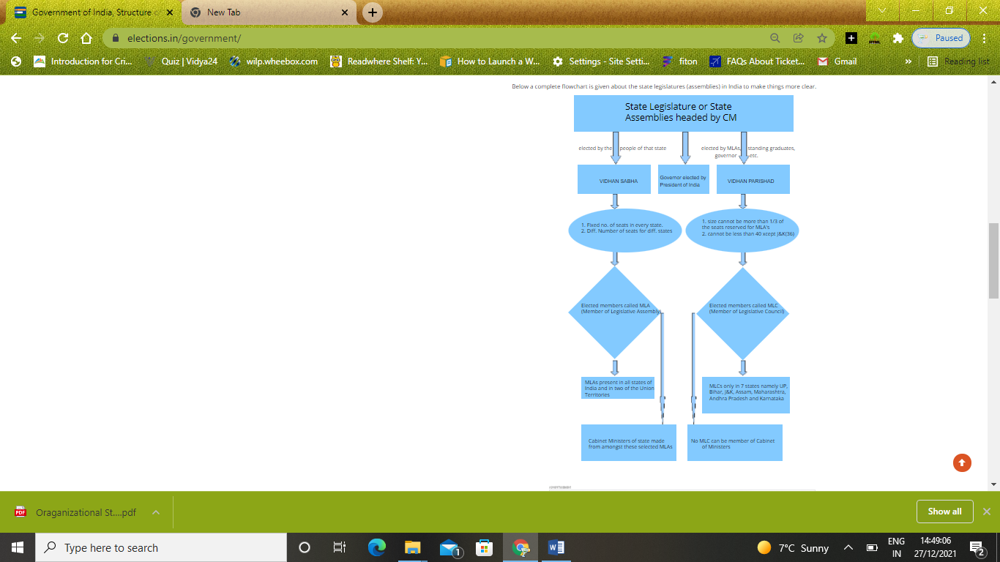 Government of India, Structure o
New Tab
elections.in/government/
Paused
Introduction for Cri...
Quiz | Vidya24
wilp.wheebox.com
Readwhere Shelf: Y...
How to Launch a W...
Settings - Site Setti...
fiton
FAQs About Ticket...
Gmail
»
Reading list
Below a complete flowchart is given about the state legislatures (assemblies) in India to make things more clear.
State Legislature or State
Assemblies headed by CM
elected by the people of that state
elected by MLAs, standing graduates,
governor etc.
VIDHAN SABHA
Governor elected by
President of India
VIDHAN PARISHAD
1. Fixed no. of seats in every state.
2. Diff. Number of seats for diff. states
1. size cannot be more than 1/3 of
the seats reserved for MLA's
2. cannot be less than 40 xcept J&K(36)
Elected members called MLA
(Member of Legislative Assembly)
Elected members called MLC
(Member of Legislative Council)
MLAs present in all states of
India and in two of the Union
Territories
MLCs only in 7 states namely UP,
Bihar, J&K, Assam, Maharashtra,
Andhra Pradesh and Karnataka
Cabinet Ministers of state made
from amongst these selected MLAs
No MLC can be member of Cabinet
of Ministers
ADVERTISEMENT
PDF
Oraganizational St....pdf
Show all
Type here to search
1
W
7°C Sunny
ENG
IN
14:49:06
27/12/2021
2